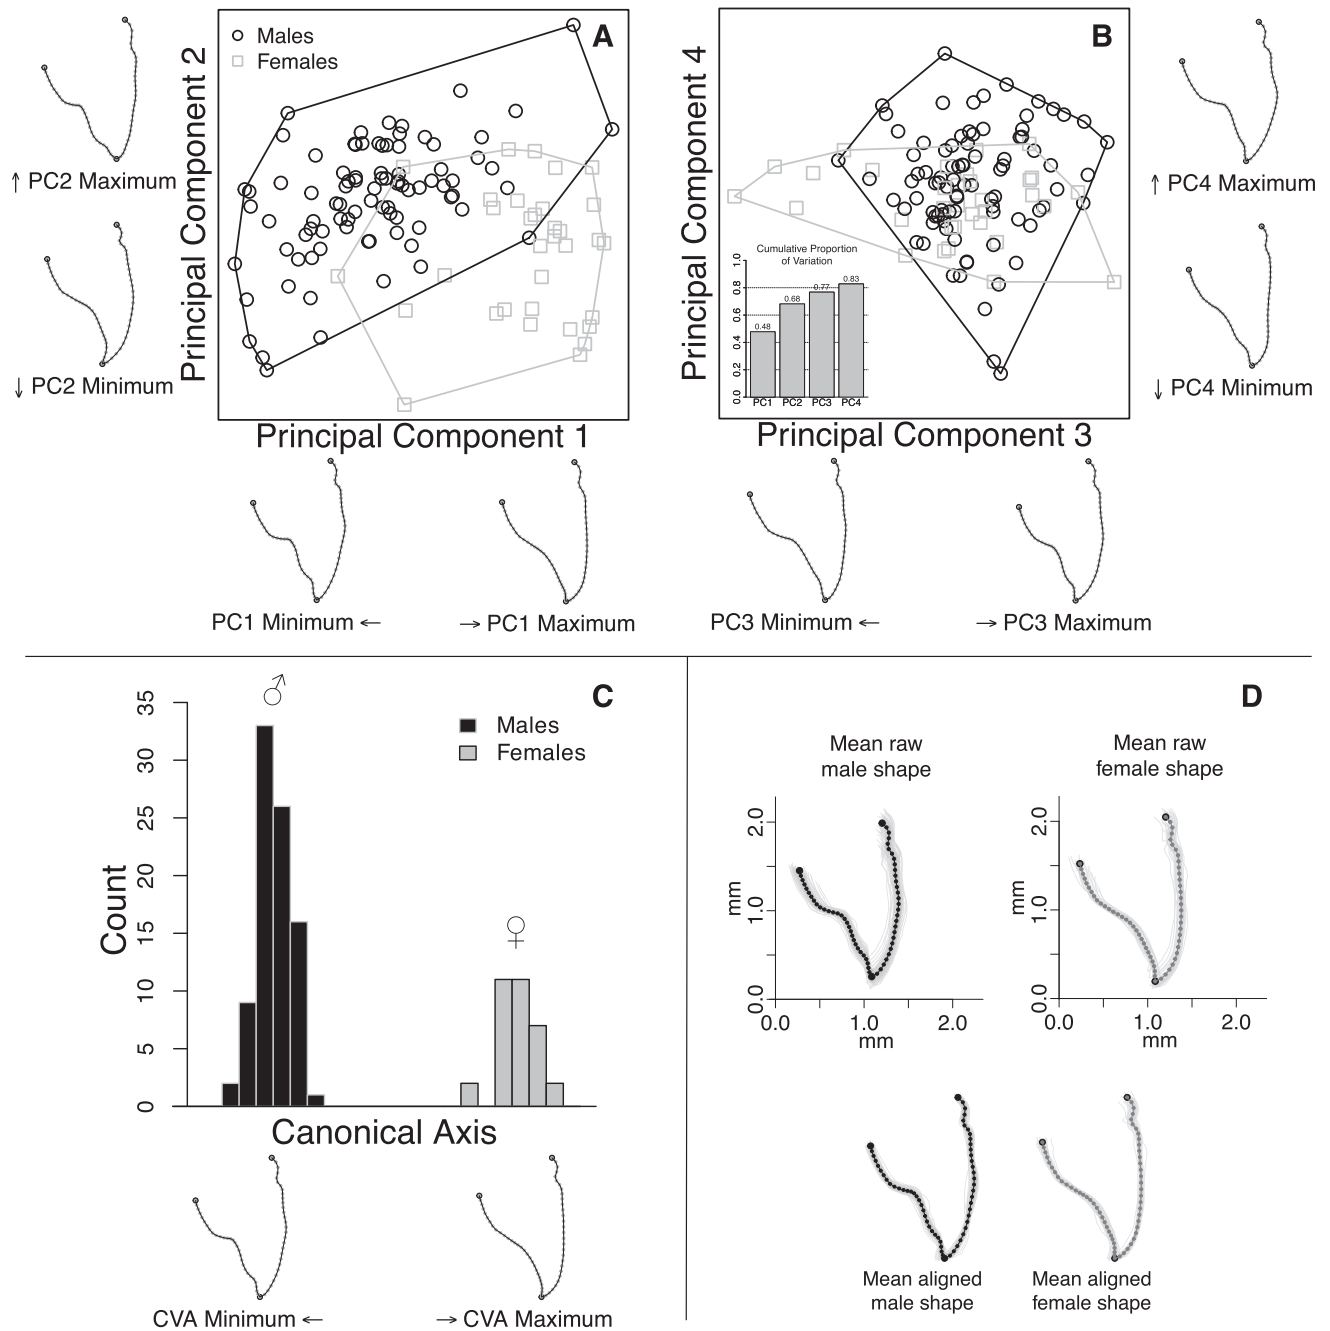 A
Males
Females
Principal Component 2
Principal Component 1
↑ PC2 Maximum
↓ PC2 Minimum
PC1 Minimum ←
→ PC1 Maximum
B
Principal Component 4
Principal Component 3
Cumulative Proportion
of Variation
1.0
0.8
0.6
0.4
0.2
0.0
0.48
0.68
0.77
0.83
PC1 PC2 PC3 PC4
↑ PC4 Maximum
↓ PC4 Minimum
PC3 Minimum ←
→ PC3 Maximum
C
♂
♀
Males
Females
Count
35
30
25
20
15
10
5
0
Canonical Axis
CVA Minimum ←
→ CVA Maximum
D
Mean raw
male shape
mm
2.0
1.0
0.0
0.0 1.0 2.0
mm
Mean raw
female shape
mm
2.0
1.0
0.0
0.0 1.0 2.0
mm
Mean aligned
male shape
Mean aligned
female shape